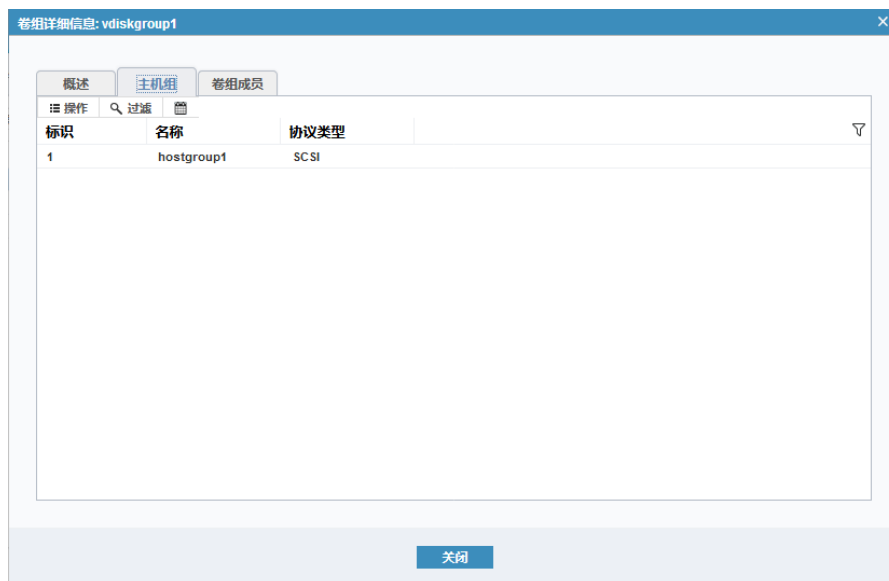 卷组详细信息: vdiskgroup1
概述 主机组 卷组成员
操作 过滤
标识 名称 协议类型
1 hostgroup1 SCSI
关闭